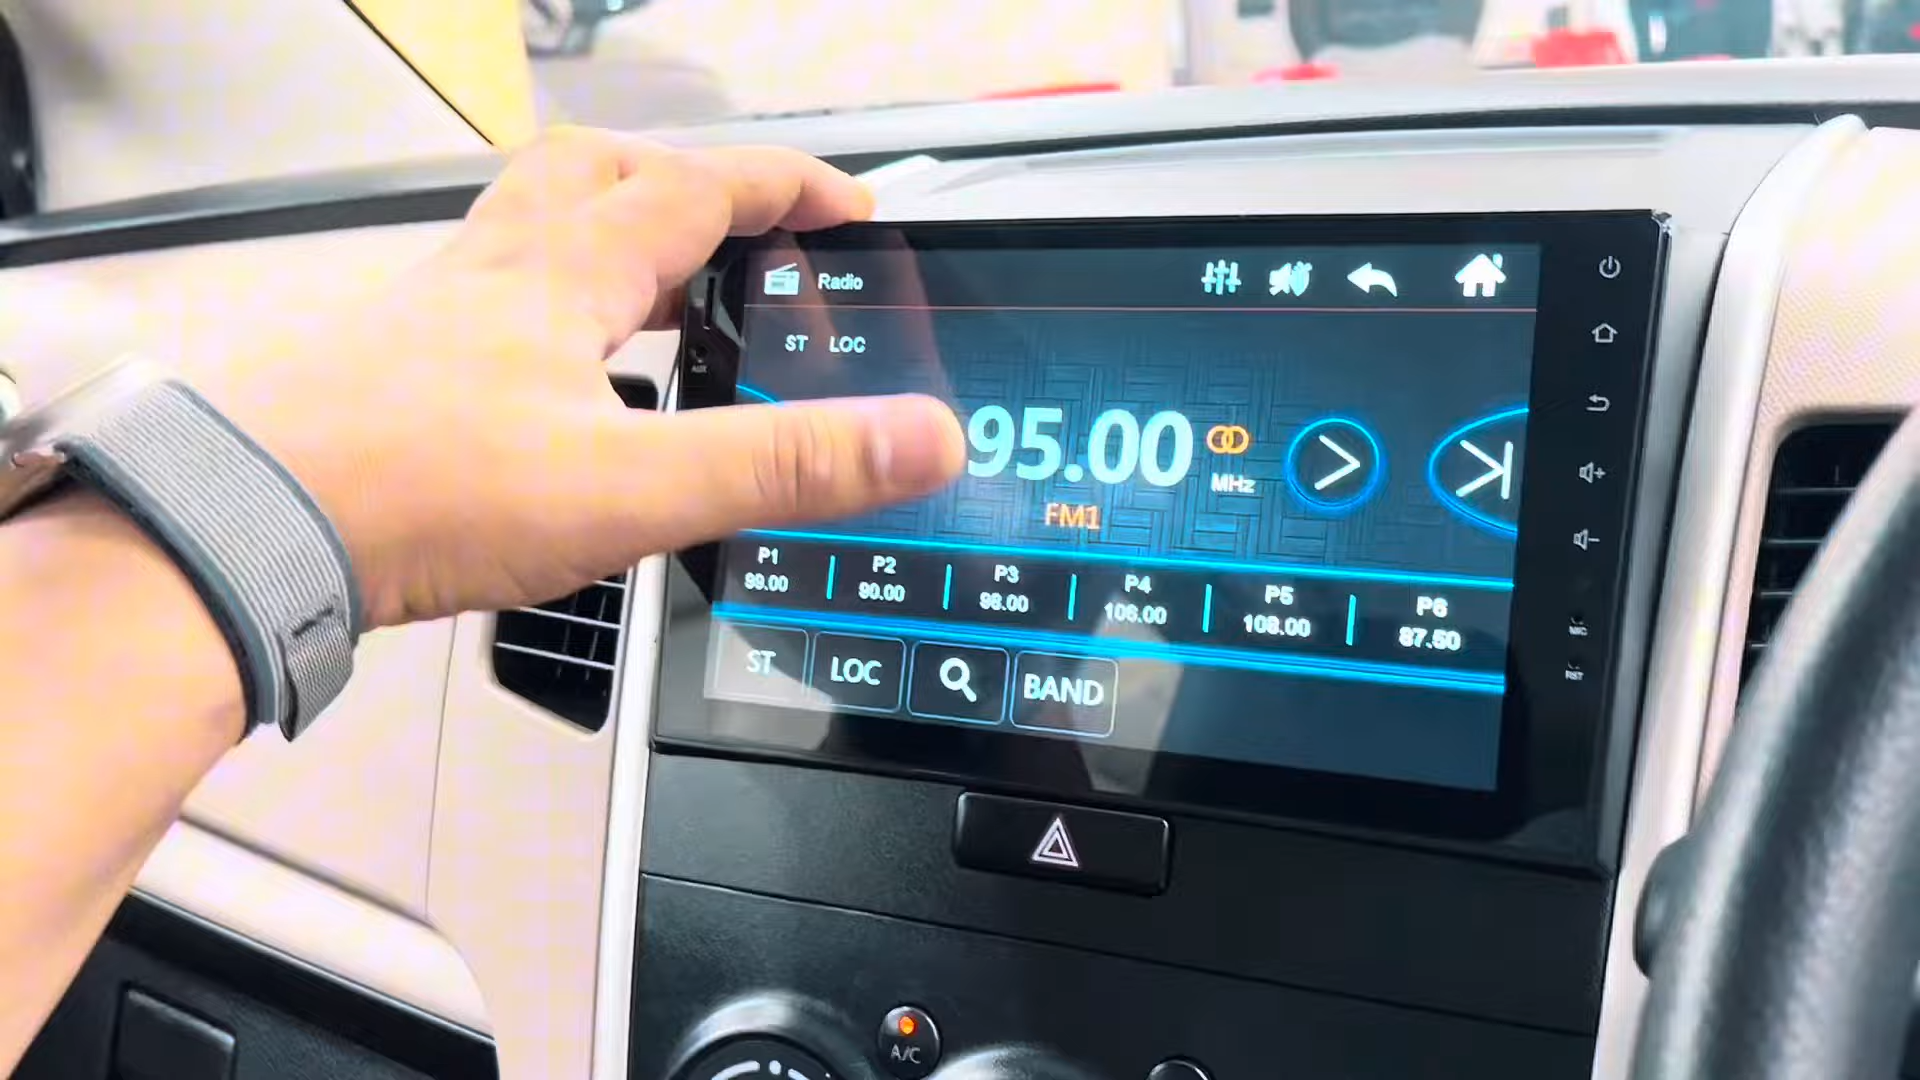 Radio
ST LOC
AUX
95.00
MHz
FM1
P1 P2 P3 P4 P5 P6
99.00 90.00 98.00 106.00 108.00 87.50
ST LOC BAND
MIC
RST
A/C